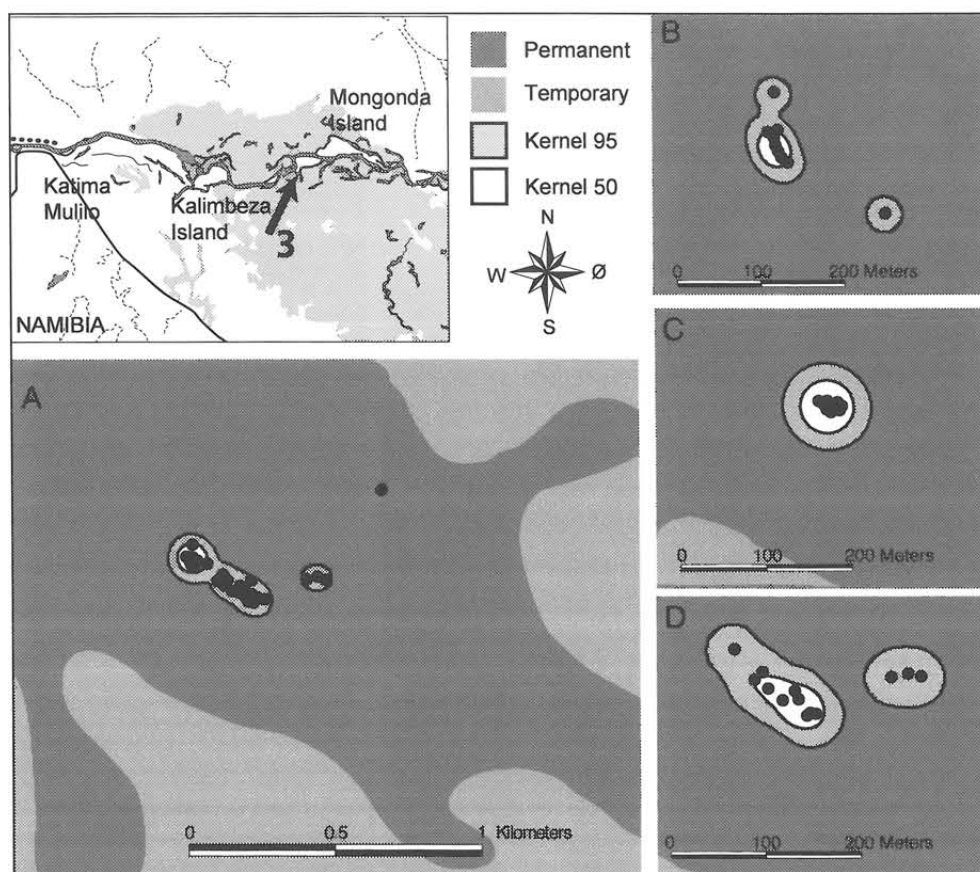 Mongonda
Island
Katima
Mulilo
Kalimbeza
Island
3
NAMIBIA
Permanent
Temporary
Kernel 95
Kernel 50
N
W
Ø
S
B
0 100 200 Meters
C
0 100 200 Meters
A
0 0.5 1 Kilometers
D
0 100 200 Meters